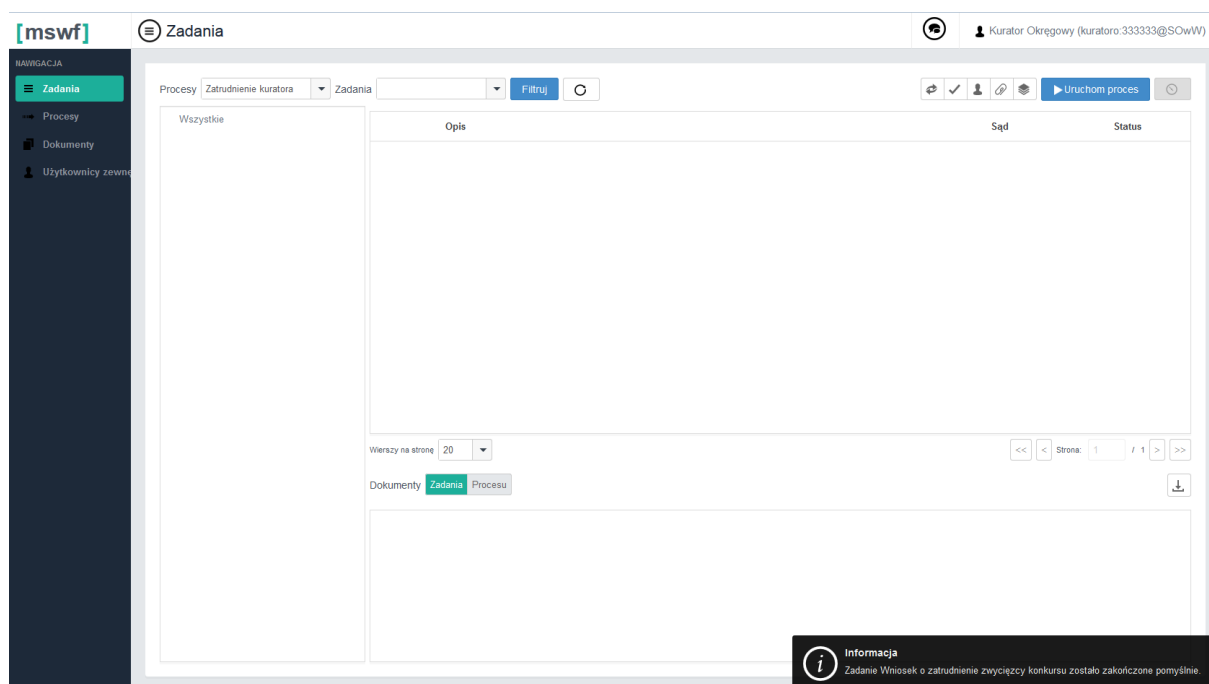 [mswf]
Zadania
Kurator Okręgowy (kuratoro:333333@SOwW)
NAWIGACJA
Zadania
Procesy
Dokumenty
Użytkownicy zewnę
Procesy Zatrudnienie kuratora Zadania Filtruj Uruchom proces
Wszystkie
Opis Sąd Status
Wierszy na stronę 20 << < Strona: 1 / 1 > >>
Dokumenty Zadania Procesu
Informacja
Zadanie Wniosek o zatrudnienie zwycięzcy konkursu zostało zakończone pomyślnie.